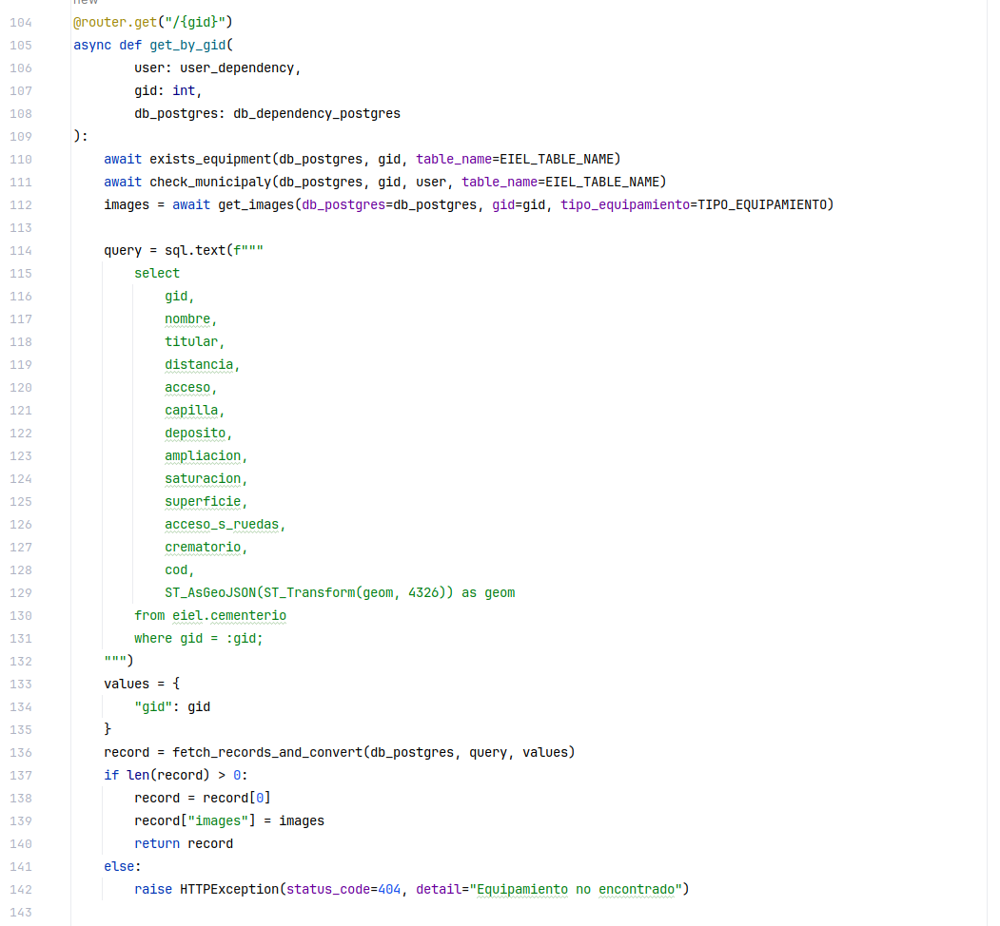 new
104 @router.get("/{gid}")
105 async def get_by_gid(
106 user: user_dependency,
107 gid: int,
108 db_postgres: db_dependency_postgres
109 ):
110 await exists_equipment(db_postgres, gid, table_name=EIEL_TABLE_NAME)
111 await check_municipaly(db_postgres, gid, user, table_name=EIEL_TABLE_NAME)
112 images = await get_images(db_postgres=db_postgres, gid=gid, tipo_equipamiento=TIPO_EQUIPAMIENTO)
113
114 query = sql.text(f"""
115 select
116 gid,
117 nombre,
118 titular,
119 distancia,
120 acceso,
121 capilla,
122 deposito,
123 ampliacion,
124 saturacion,
125 superficie,
126 acceso_s_ruedas,
127 crematorio,
128 cod,
129 ST_AsGeoJSON(ST_Transform(geom, 4326)) as geom
130 from eiel.cementerio
131 where gid = :gid;
132 """)
133 values = {
134 "gid": gid
135 }
136 record = fetch_records_and_convert(db_postgres, query, values)
137 if len(record) > 0:
138 record = record[0]
139 record["images"] = images
140 return record
141 else:
142 raise HTTPException(status_code=404, detail="Equipamiento no encontrado")
143